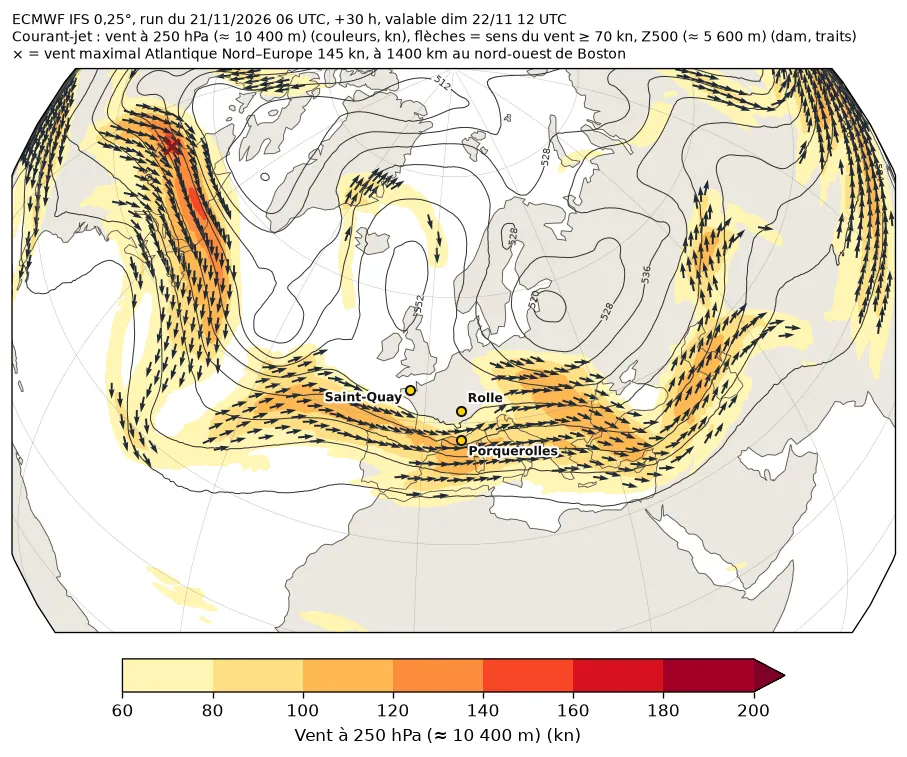 ECMWF IFS 0,25°, run du 21/11/2026 06 UTC, +30 h, valable dim 22/11 12 UTC
Courant-jet : vent à 250 hPa (≈ 10 400 m) (couleurs, kn), flèches = sens du vent ≥ 70 kn, Z500 (≈ 5 600 m) (dam, traits)
× = vent maximal Atlantique Nord–Europe 145 kn, à 1400 km au nord-ouest de Boston
512
528
528
536
520
528
552
Saint-Quay
Rolle
Porquerolles
60 80 100 120 140 160 180 200
Vent à 250 hPa (≈ 10 400 m) (kn)